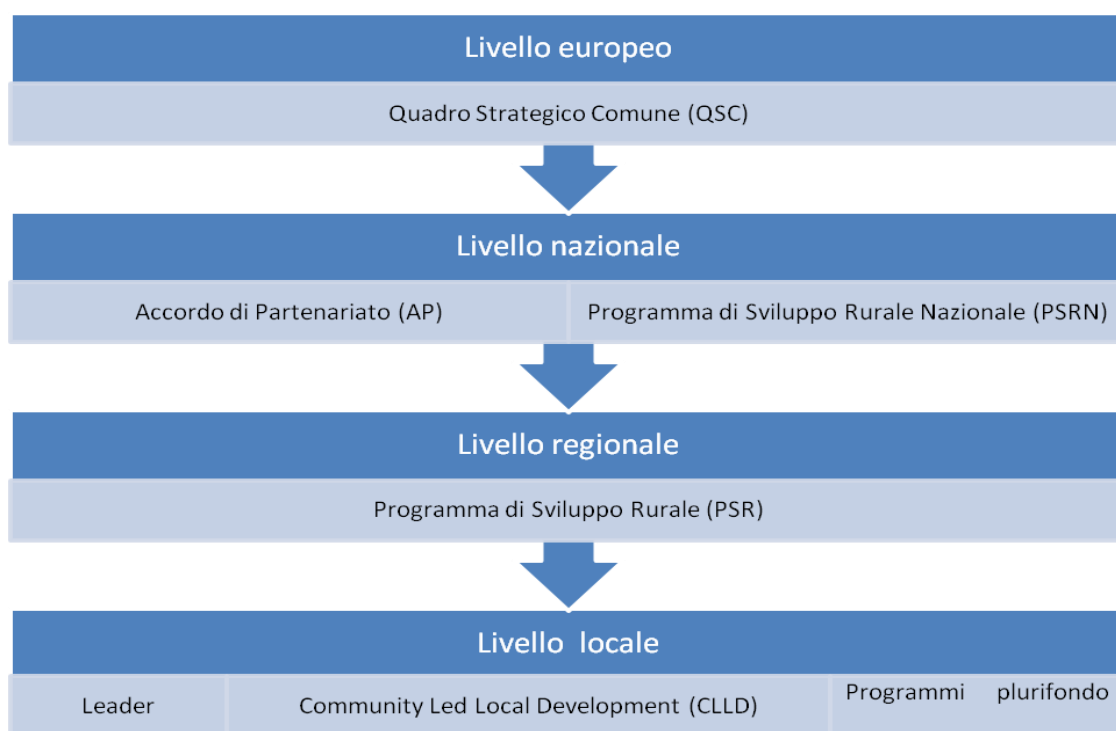 Livello europeo
Quadro Strategico Comune (QSC)
Livello nazionale
Accordo di Partenariato (AP)
Programma di Sviluppo Rurale Nazionale (PSRN)
Livello regionale
Programma di Sviluppo Rurale (PSR)
Livello locale
Leader
Community Led Local Development (CLLD)
Programmi plurifondo